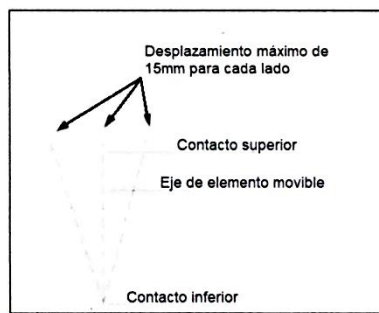 Desplazamiento máximo de
15mm para cada lado
Contacto superior
Eje de elemento movible
Contacto inferior